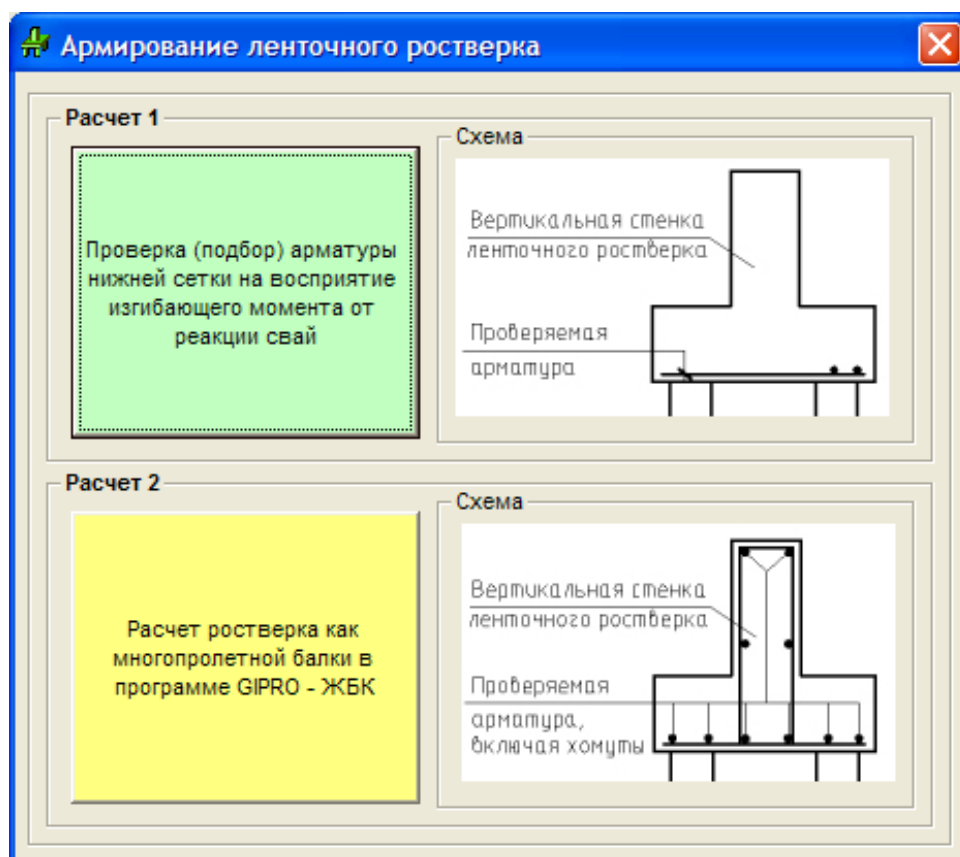 Армирование ленточного ростверка
Расчет 1
Проверка (подбор) арматуры
нижней сетки на восприятие
изгибающего момента от
реакции свай
Схема
Вертикальная стенка
ленточного ростверка
Проверяемая
арматура
Расчет 2
Расчет ростверка как
многопролетной балки в
программе GIPRO - ЖБК
Схема
Вертикальная стенка
ленточного ростверка
Проверяемая
арматура,
включая хомуты